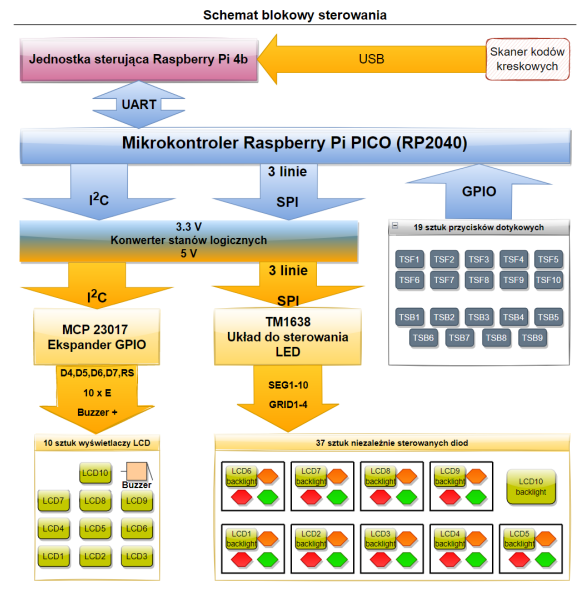 Schemat blokowy sterowania
Jednostka sterująca Raspberry Pi 4b
USB
Skaner kodów
kreskowych
UART
Mikrokontroler Raspberry Pi PICO (RP2040)
I²C
3 linie
SPI
GPIO
3.3 V
Konwerter stanów logicznych
5 V
19 sztuk przycisków dotykowych
TSF1 TSF2 TSF3 TSF4 TSF5
TSF6 TSF7 TSF8 TSF9 TSF10
TSB1 TSB2 TSB3 TSB4 TSB5
TSB6 TSB7 TSB8 TSB9
I²C
3 linie
SPI
MCP 23017
Ekspander GPIO
TM1638
Układ do sterowania
LED
D4,D5,D6,D7,RS
10 x E
Buzzer +
SEG1-10
GRID1-4
10 sztuk wyświetlaczy LCD
LCD10
Buzzer
LCD7 LCD8 LCD9
LCD4 LCD5 LCD6
LCD1 LCD2 LCD3
37 sztuk niezależnie sterowanych diod
LCD6 LCD7 LCD8 LCD9 LCD10
backlight backlight backlight backlight backlight
LCD1 LCD2 LCD3 LCD4 LCD5
backlight backlight backlight backlight backlight